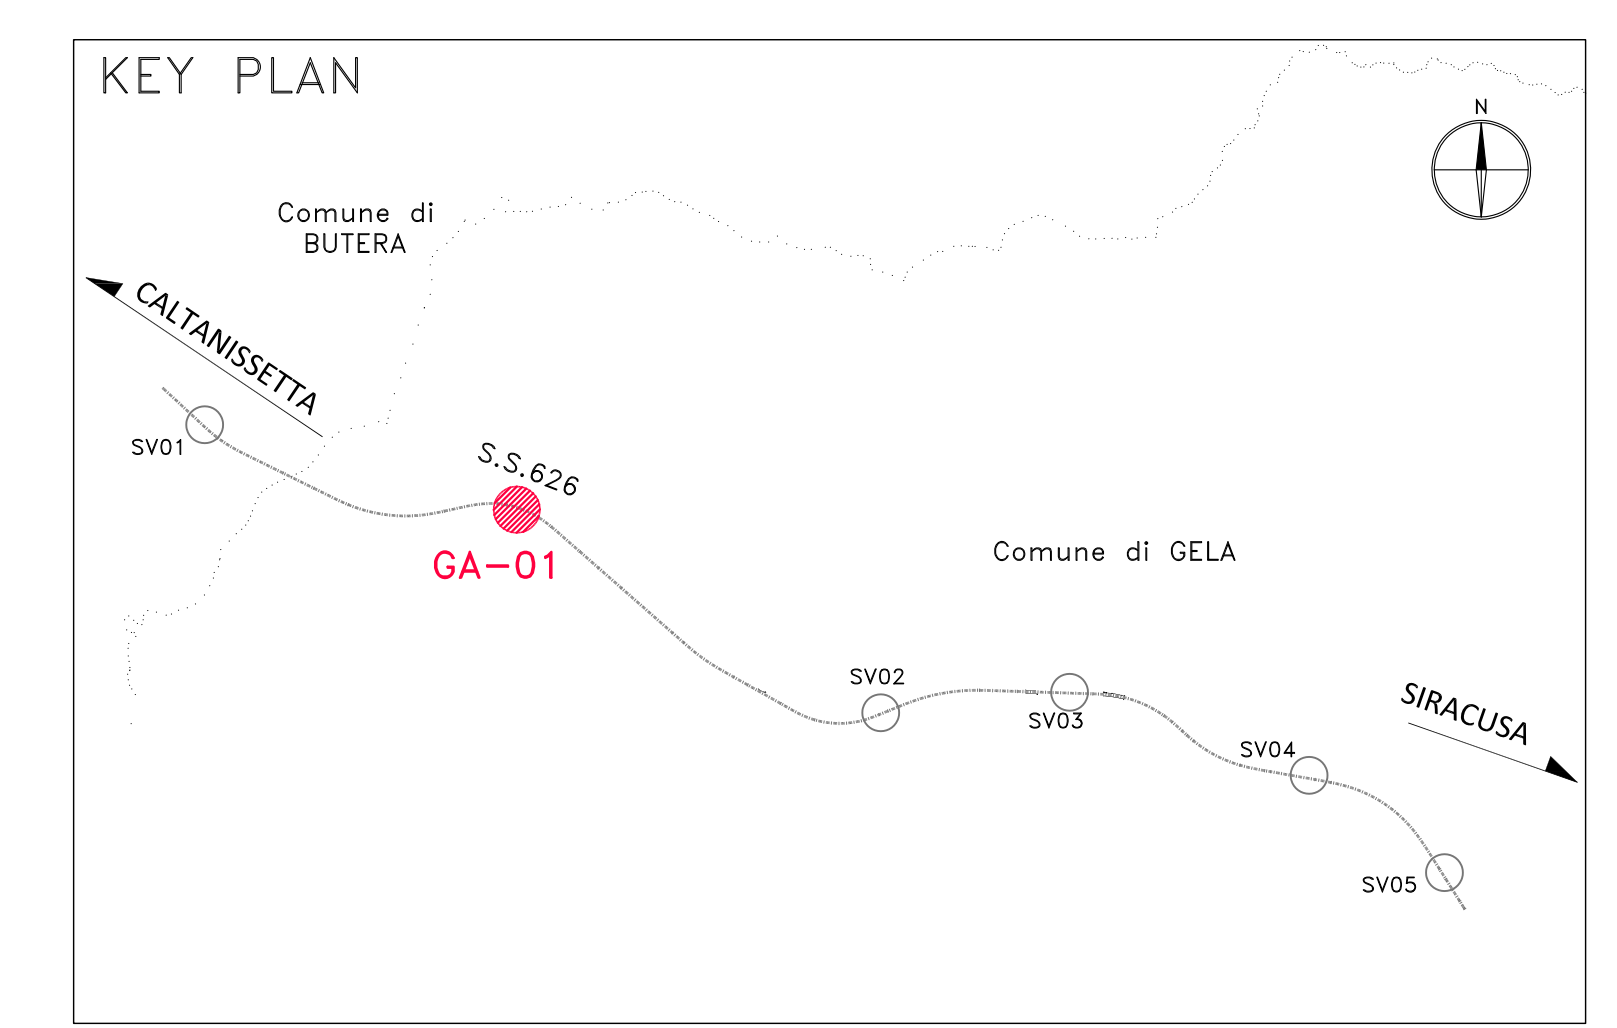 KEY PLAN
N
Comune di
BUTERA
CALTANISSETTA
SV01
S.S.626
GA-01
Comune di GELA
SV02
SV03
SIRACUSA
SV04
SV05